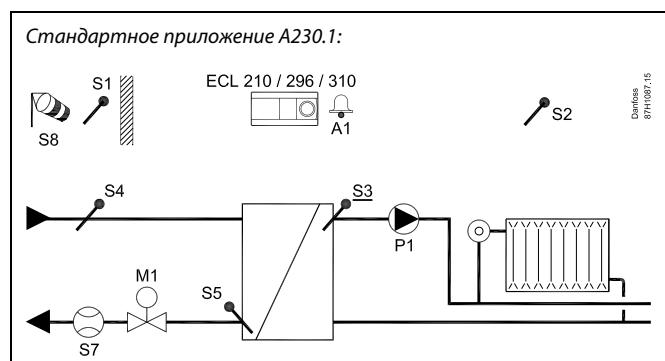 Стандартное приложение A230.1:
ECL 210 / 296 / 310
S1
S8
A1
S2
Danfoss
87H1087.15
S4
S3
P1
M1
S5
S7